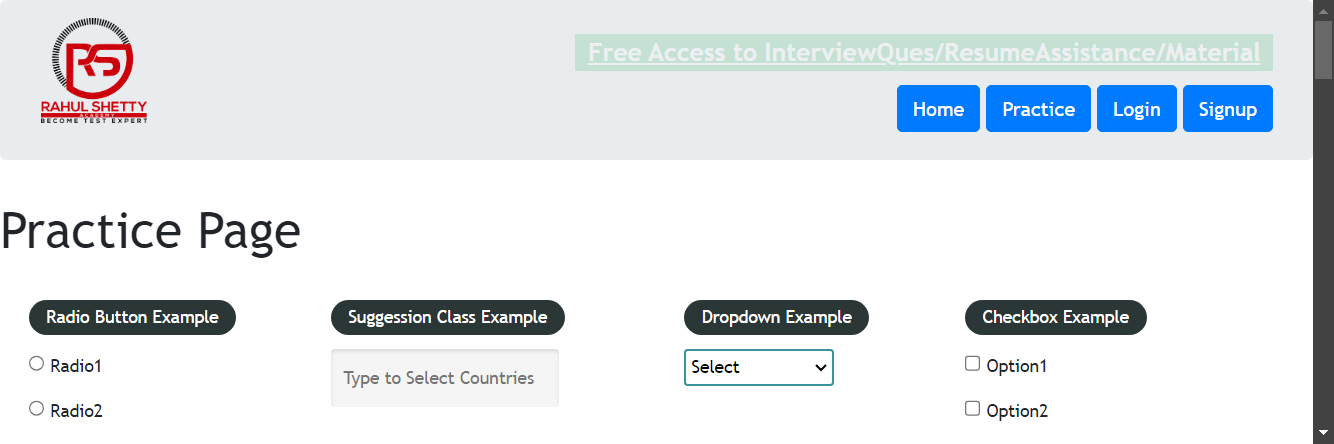 RS
RAHUL SHETTY
ACADEMY
BECOME TEST EXPERT
Free Access to InterviewQues/ResumeAssistance/Material
Home Practice Login Signup
Practice Page
Radio Button Example Suggession Class Example Dropdown Example Checkbox Example
Radio1 Type to Select Countries Select Option1
Radio2 Option2